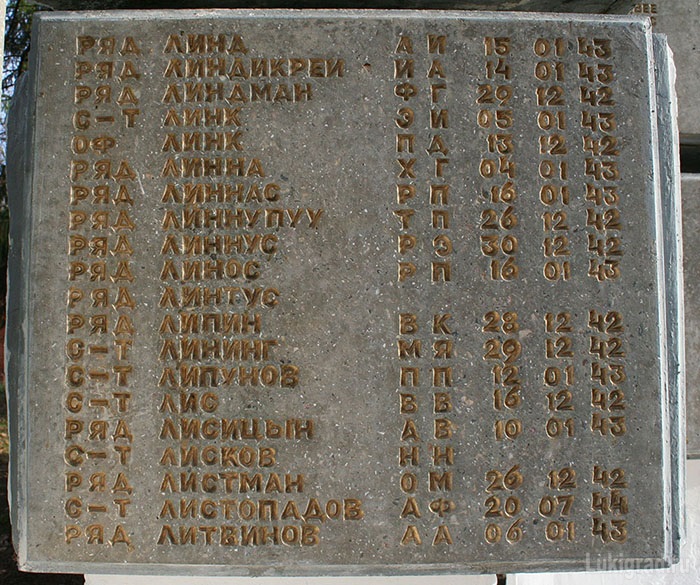 РЯД ЛИНД А И 15 01 43
РЯД ЛИНДИКРЕЙ И А 14 01 43
РЯД ЛИНДМАН Ф Г 29 12 42
С-Т ЛИНК Э И 05 01 43
ОФ ЛИНК П Д 13 12 42
РЯД ЛИННА Х Г 04 01 43
РЯД ЛИННАС Р П 16 01 43
РЯД ЛИННУПУУ Т П 26 12 42
РЯД ЛИННУС Р Э 30 12 42
РЯД ЛИНОС Р П 16 01 43
РЯД ЛИНТУС
РЯД ЛИПИН В К 28 12 42
С-Т ЛИНИНГ М Я 29 12 42
С-Т ЛИПУНОВ П П 12 01 43
С-Т ЛИС В В 16 12 42
РЯД ЛИСИЦЫН А В 10 01 43
С-Т ЛИСКОВ Н Н
РЯД ЛИСТМАН О М 26 12 42
С-Т ЛИСТОПАДОВ А Ф 20 07 44
РЯД ЛИТВИНОВ А А 06 01 43